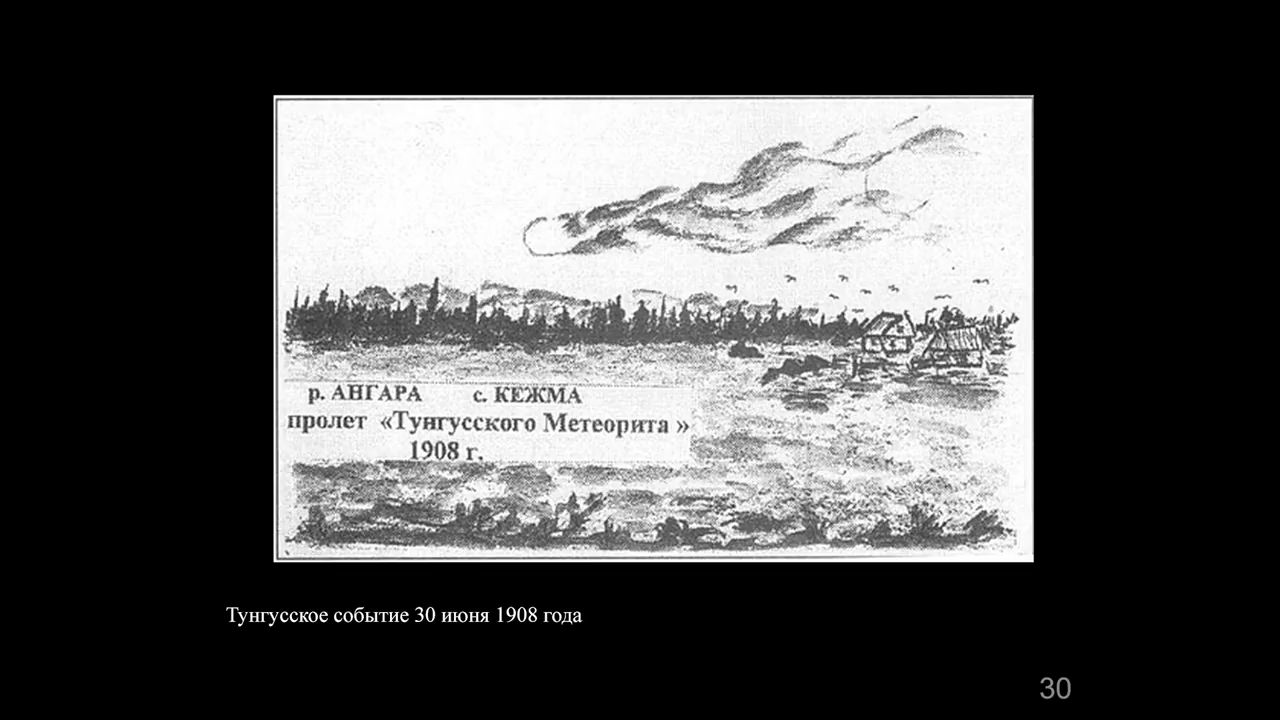 р. АНГАРА с. КЕЖМА
пролет «Тунгусского Метеорита »
1908 г.
Тунгусское событие 30 июня 1908 года
30